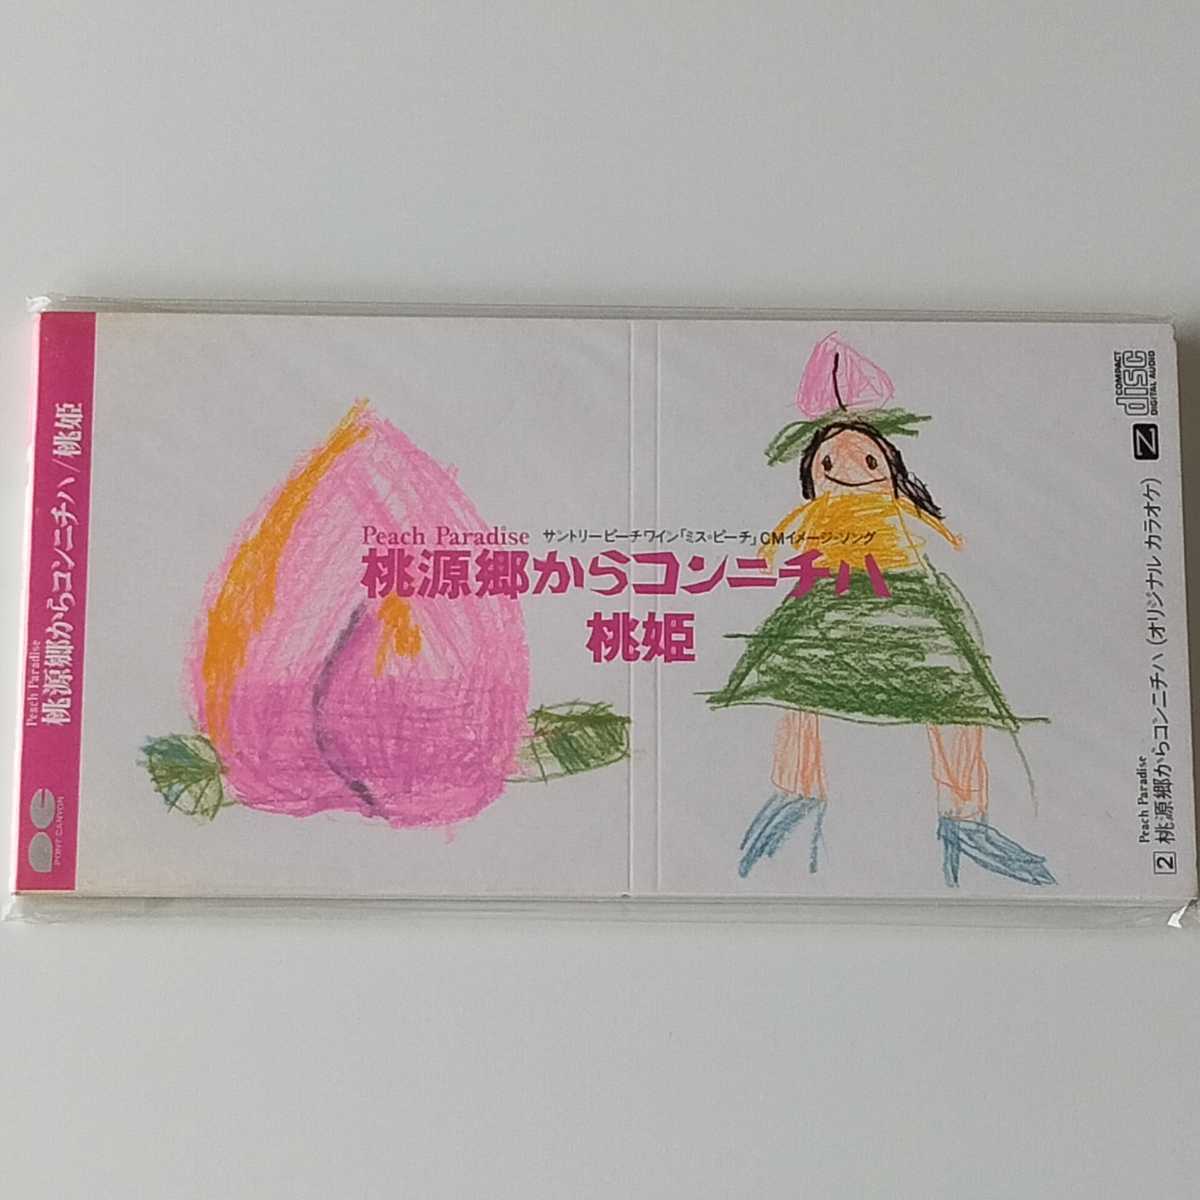 Peach Paradise
桃源郷からコンニチハ/桃姫
PONY CANYON
Peach Paradise サントリーピーチワイン「ミス・ピーチ」CMイメージ・ソング
桃源郷からコンニチハ
桃姫
COMPACT
disc
DIGITAL AUDIO
Peach Paradise
2 桃源郷からコンニチハ (オリジナル カラオケ) Z